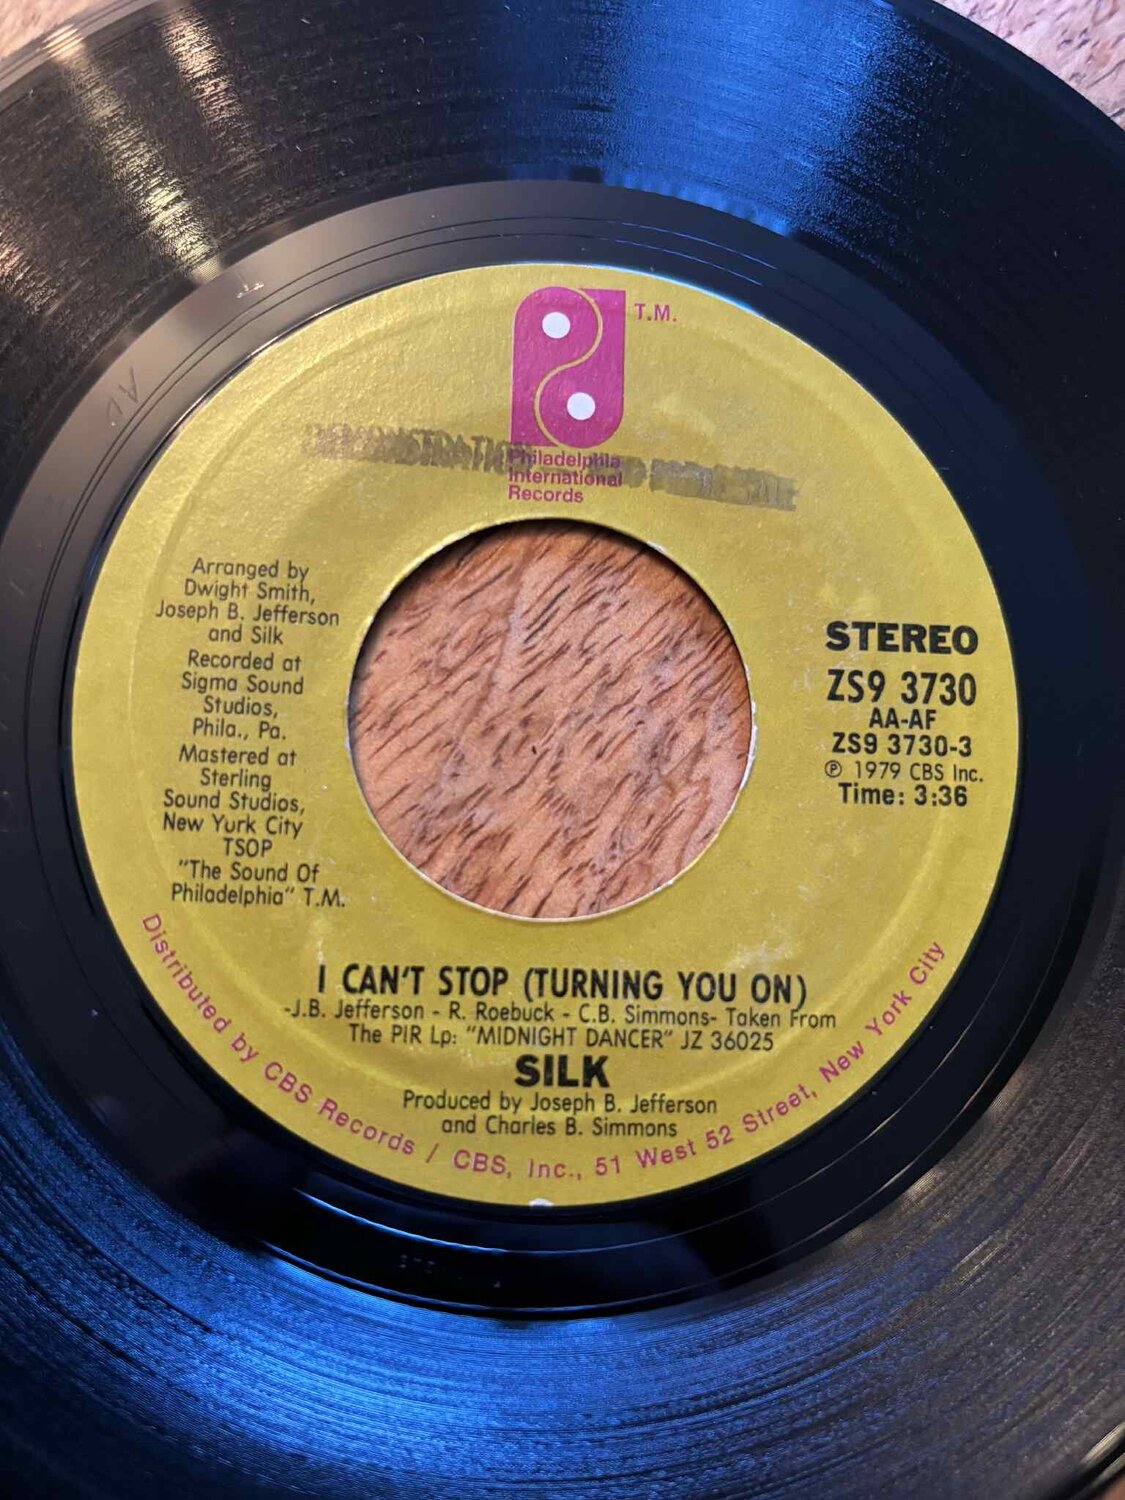 T.M.
Philadelphia
International
Records
Arranged by
Dwight Smith,
Joseph B. Jefferson
and Silk
Recorded at
Sigma Sound
Studios,
Phila., Pa.
Mastered at
Sterling
Sound Studios,
New Yurk City
TSOP
"The Sound Of
Philadelphia" T.M.
STEREO
ZS9 3730
AA-AF
ZS9 3730-3
℗ 1979 CBS Inc.
Time: 3:36
I CAN'T STOP (TURNING YOU ON)
-J.B. Jefferson - R. Roebuck - C.B. Simmons- Taken From
The PIR Lp: "MIDNIGHT DANCER" JZ 36025
SILK
Produced by Joseph B. Jefferson
and Charles B. Simmons
Distributed by CBS Records / CBS, Inc., 51 West 52 Street, New York City